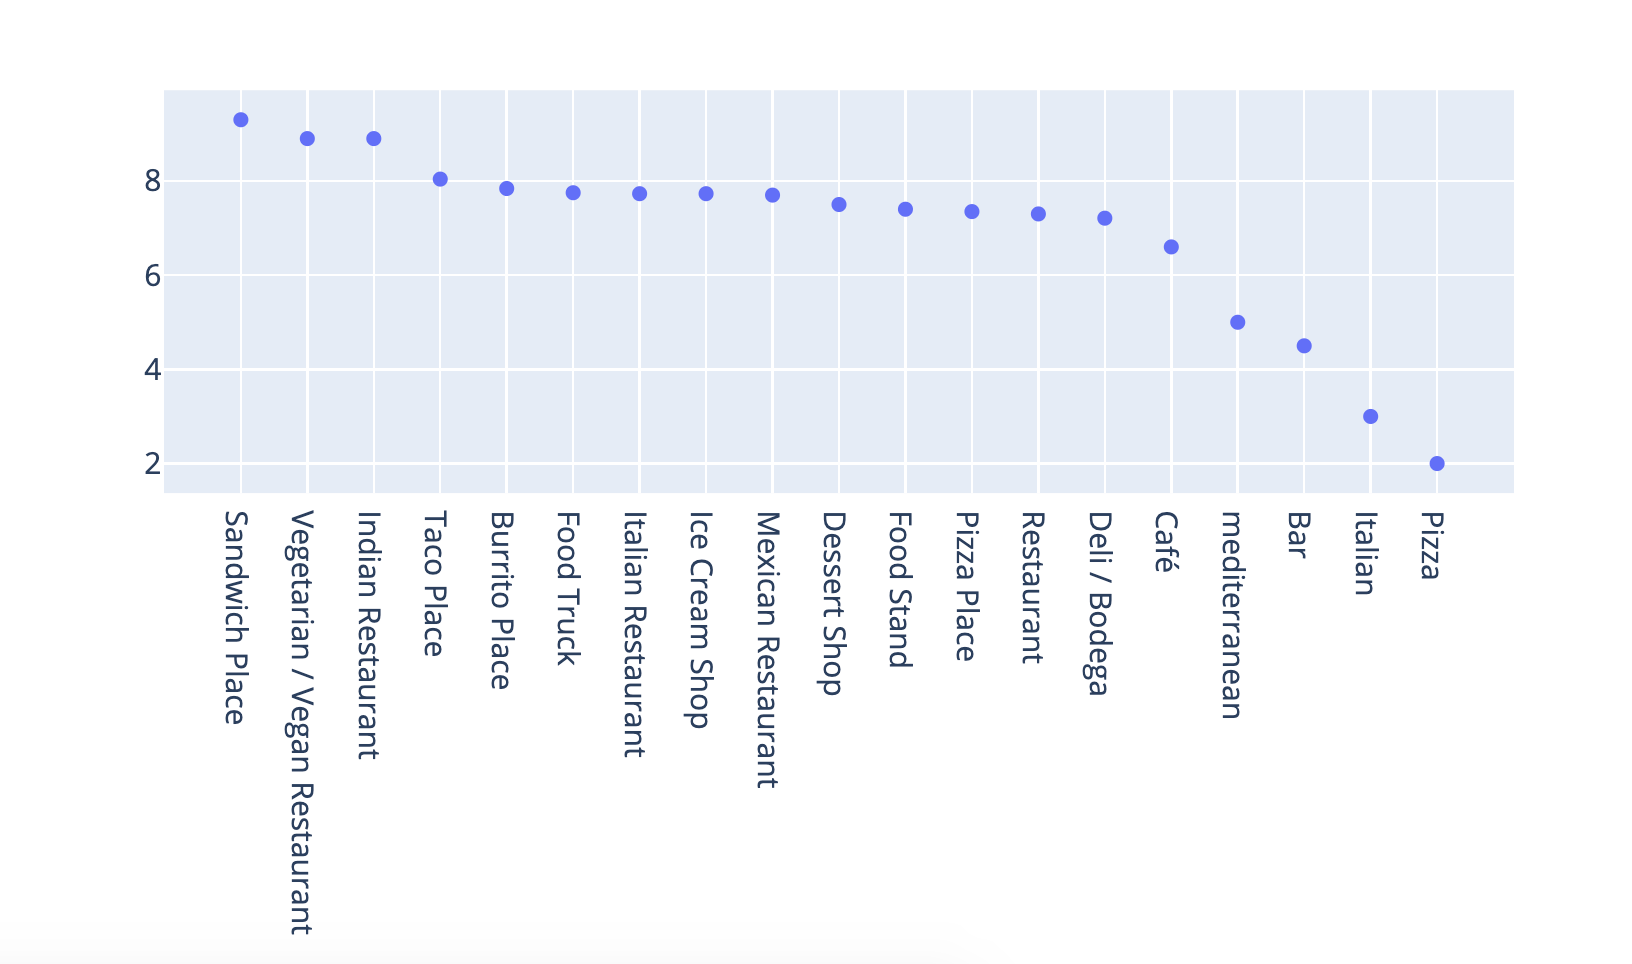 8
6
4
2
Sandwich Place
Vegetarian / Vegan Restaurant
Indian Restaurant
Taco Place
Burrito Place
Food Truck
Italian Restaurant
Ice Cream Shop
Mexican Restaurant
Dessert Shop
Food Stand
Pizza Place
Restaurant
Deli / Bodega
Café
mediterranean
Bar
Italian
Pizza